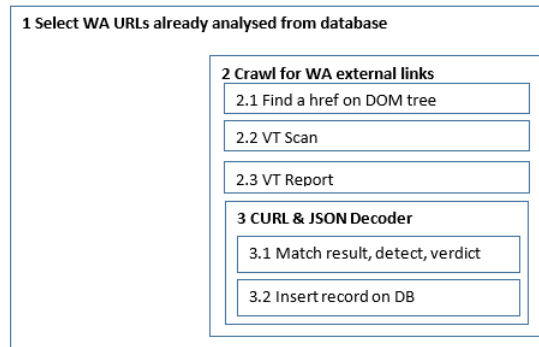 1 Select WA URLs already analysed from database
2 Crawl for WA external links
2.1 Find a href on DOM tree
2.2 VT Scan
2.3 VT Report
3 CURL & JSON Decoder
3.1 Match result, detect, verdict
3.2 Insert record on DB